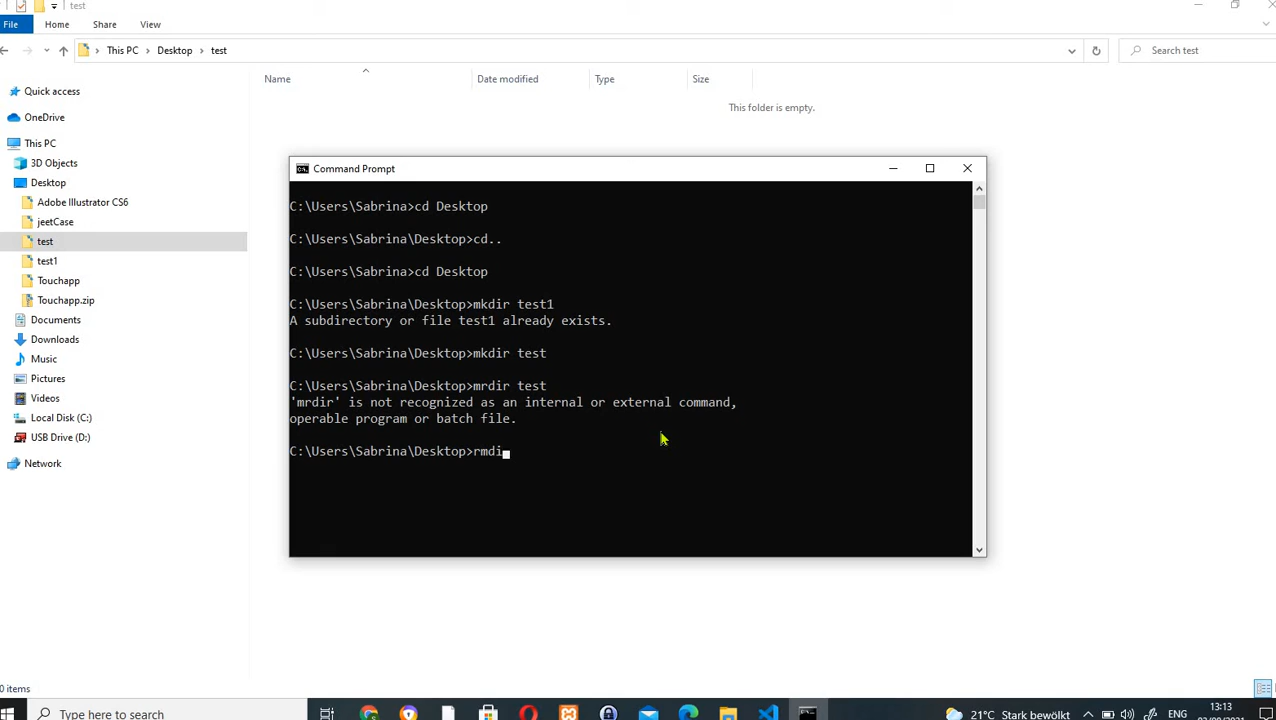 test
File Home Share View
This PC Desktop test
Search test
Name Date modified Type Size
This folder is empty.
Quick access
OneDrive
This PC
3D Objects
Desktop
Adobe Illustrator CS6
jeetCase
test
test1
Touchapp
Touchapp.zip
Documents
Downloads
Music
Pictures
Videos
Local Disk (C:)
USB Drive (D:)
Network
Command Prompt
C:\Users\Sabrina>cd Desktop
C:\Users\Sabrina\Desktop>cd..
C:\Users\Sabrina>cd Desktop
C:\Users\Sabrina\Desktop>mkdir test1
A subdirectory or file test1 already exists.
C:\Users\Sabrina\Desktop>mkdir test
C:\Users\Sabrina\Desktop>mrdir test
'mrdir' is not recognized as an internal or external command,
operable program or batch file.
C:\Users\Sabrina\Desktop>rmdi
0 items
Type here to search
21°C Stark bewölkt
ENG
13:13